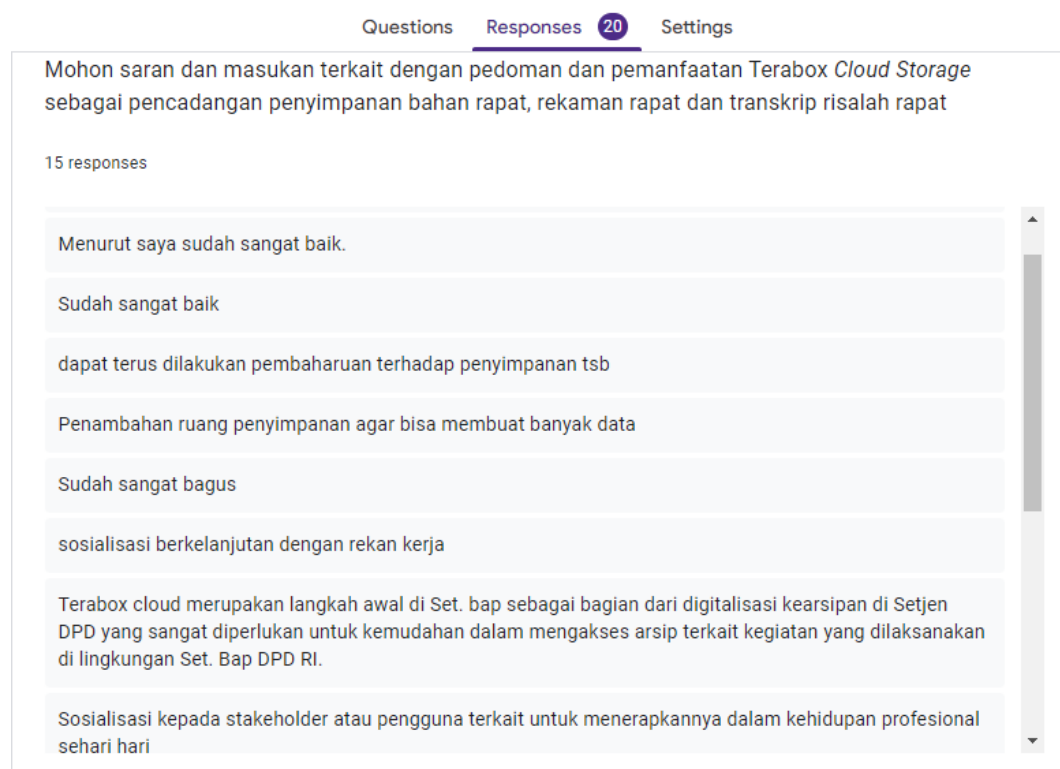 Questions Responses 20 Settings
Mohon saran dan masukan terkait dengan pedoman dan pemanfaatan Terabox Cloud Storage
sebagai pencadangan penyimpanan bahan rapat, rekaman rapat dan transkrip risalah rapat
15 responses
Menurut saya sudah sangat baik.
Sudah sangat baik
dapat terus dilakukan pembaharuan terhadap penyimpanan tsb
Penambahan ruang penyimpanan agar bisa membuat banyak data
Sudah sangat bagus
sosialisasi berkelanjutan dengan rekan kerja
Terabox cloud merupakan langkah awal di Set. bap sebagai bagian dari digitalisasi kearsipan di Setjen
DPD yang sangat diperlukan untuk kemudahan dalam mengakses arsip terkait kegiatan yang dilaksanakan
di lingkungan Set. Bap DPD RI.
Sosialisasi kepada stakeholder atau pengguna terkait untuk menerapkannya dalam kehidupan profesional
sehari hari